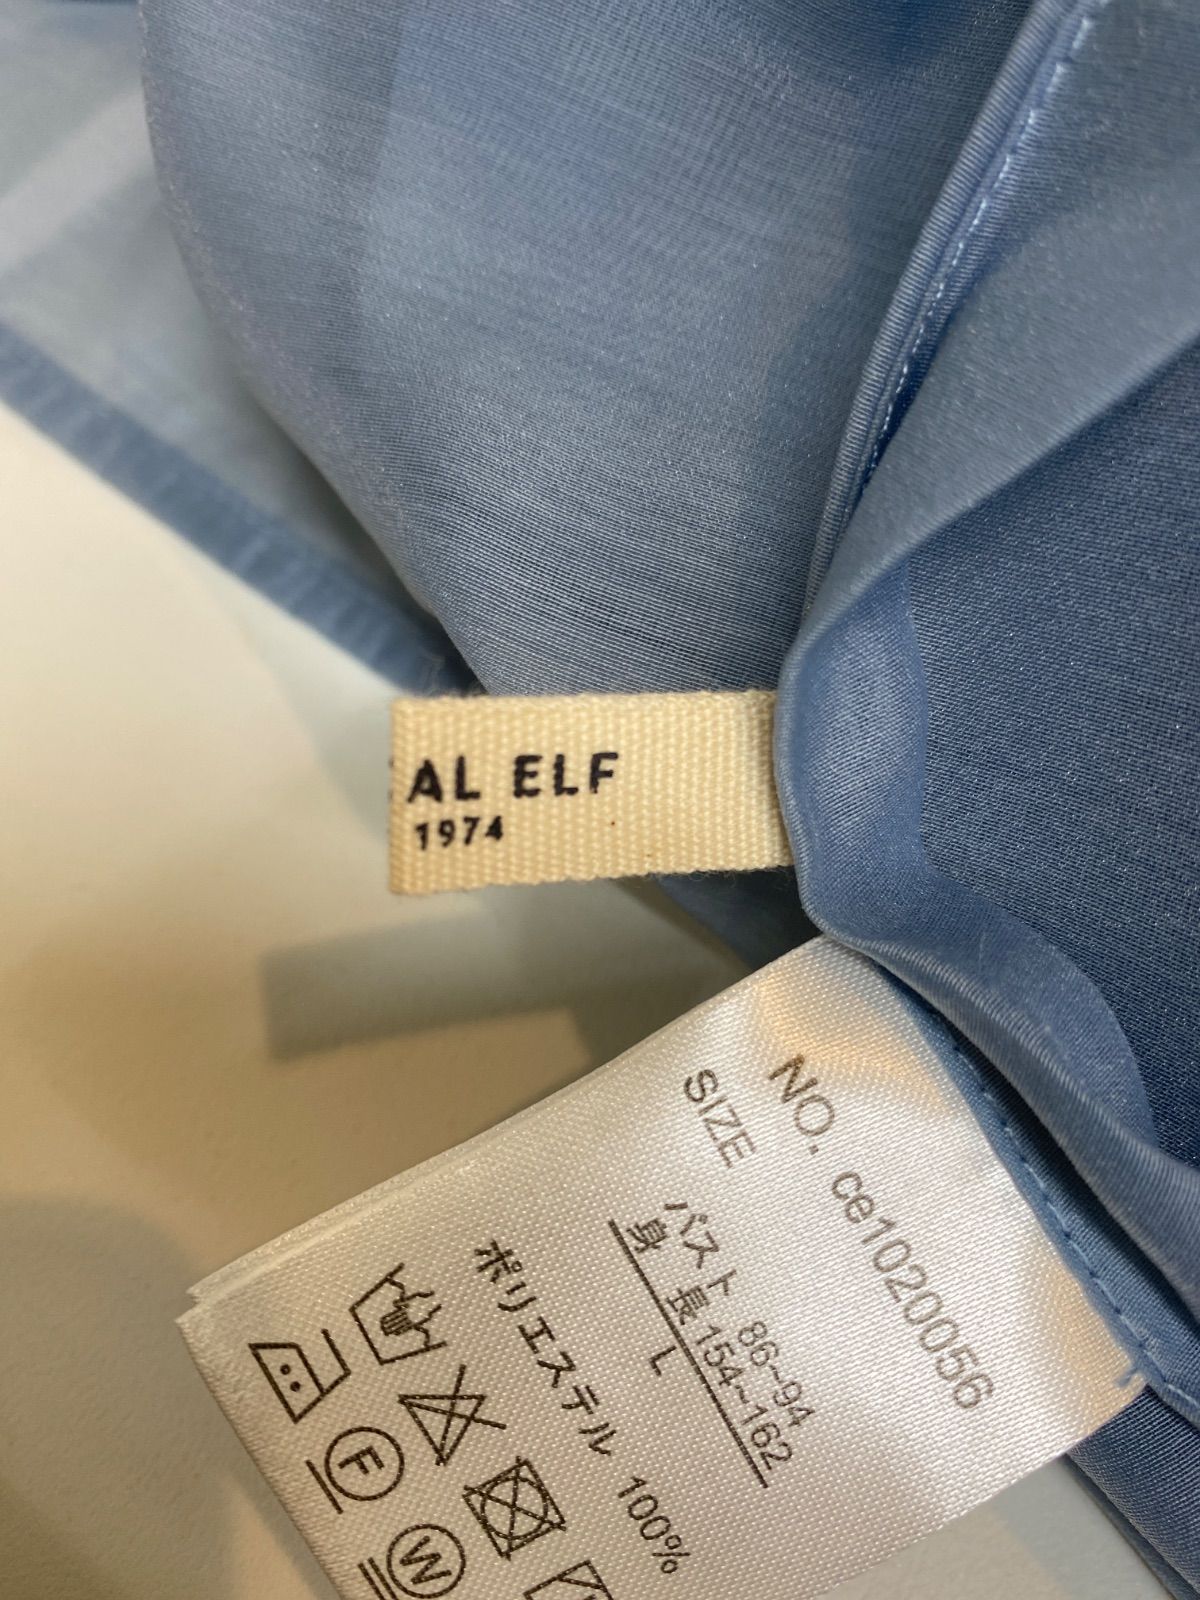 AL ELF
1974
NO. ce10200056
SIZE
バスト 86~94
身 長 154~162
L
ポリエステル 100%
F
W